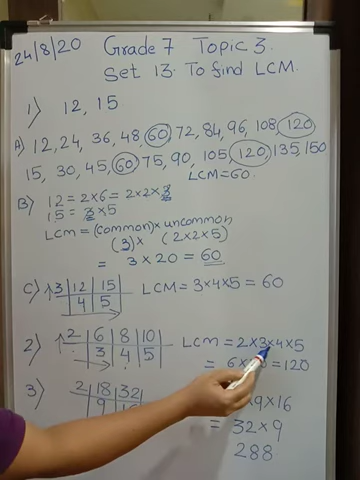 24/8/20 Grade 7 Topic 3.
Set 13. To find LCM.
1) 12, 15
A) 12, 24, 36, 48, 60, 72, 84, 96, 108, 120
15, 30, 45, 60, 75, 90, 105, 120, 135, 150
LCM=60.
B) 12 = 2×6 = 2×2×3
15 = 3×5
LCM = (common) × uncommon
(3) × (2×2×5)
= 3 × 20 = 60
C) 3 12 15 LCM = 3×4×5 = 60
4 5
2) 2 6 8 10 LCM = 2×3×4×5
3 4 5 = 6× = 120
3) 2 18 32 ×9×16
9 16 = 32×9
288